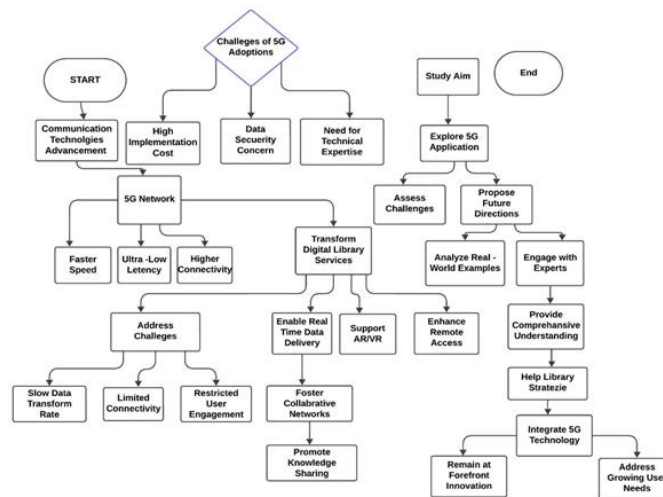 Challeges of 5G
Adoptions
START
Study Aim
End
Communication
Technolgies
Advancement
High
Implementation
Cost
Data
Secuerity
Concern
Need for
Technical
Expertise
Explore 5G
Application
5G Network
Assess
Challenges
Propose
Future
Directions
Faster
Speed
Ultra -Low
Letency
Higher
Connectivity
Transform
Digital Library
Services
Analyze Real -
World Examples
Engage with
Experts
Address
Challeges
Enable Real
Time Data
Delivery
Support
AR/VR
Enhance
Remote
Access
Provide
Comprehansive
Understanding
Slow Data
Transform
Rate
Limited
Connectivity
Restricted
User
Engagement
Foster
Collabrative
Networks
Help Library
Stratezie
Promote
Knowledge
Sharing
Integrate 5G
Technology
Remain at
Forefront
Innovation
Address
Growing User
Needs